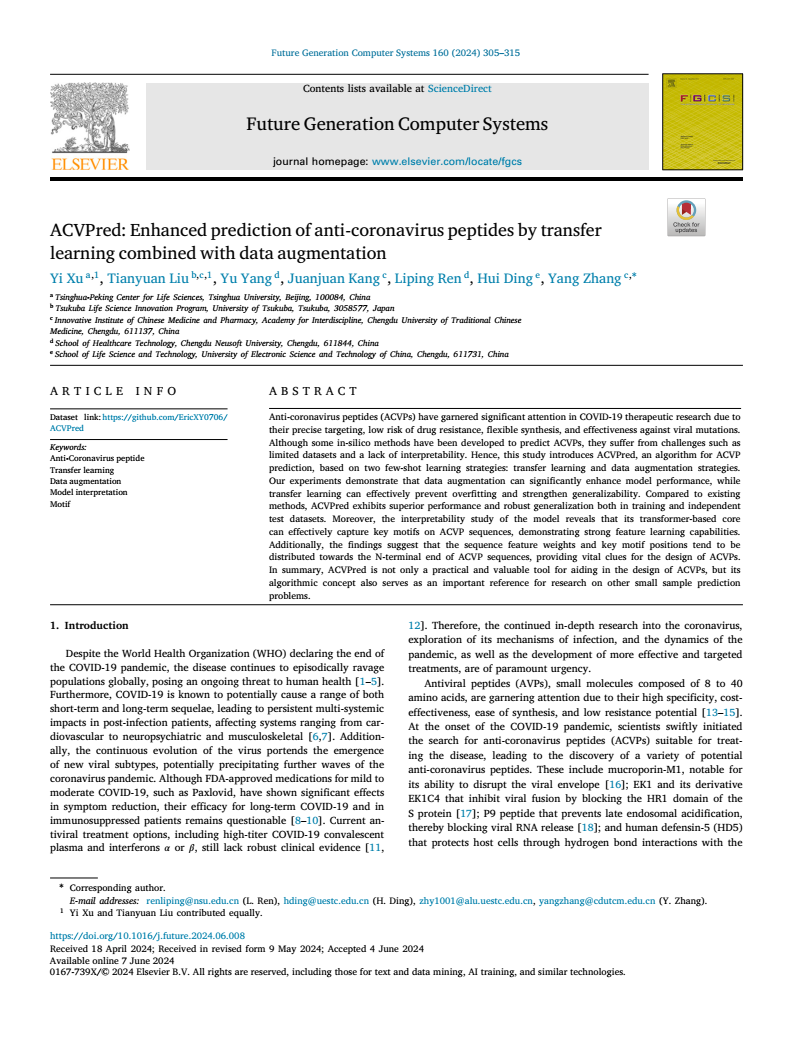 Future Generation Computer Systems 160 (2024) 305–315
Contents lists available at ScienceDirect
Future Generation Computer Systems
journal homepage: www.elsevier.com/locate/fgcs
ELSEVIER
FGCS
Check for
updates
ACVPred: Enhanced prediction of anti-coronavirus peptides by transfer
learning combined with data augmentation
Yi Xu a,1, Tianyuan Liu b,c,1, Yu Yang d, Juanjuan Kang c, Liping Ren d, Hui Ding e, Yang Zhang c,*
a Tsinghua-Peking Center for Life Sciences, Tsinghua University, Beijing, 100084, China
b Tsukuba Life Science Innovation Program, University of Tsukuba, Tsukuba, 3058577, Japan
c Innovative Institute of Chinese Medicine and Pharmacy, Academy for Interdiscipline, Chengdu University of Traditional Chinese
Medicine, Chengdu, 611137, China
d School of Healthcare Technology, Chengdu Neusoft University, Chengdu, 611844, China
e School of Life Science and Technology, University of Electronic Science and Technology of China, Chengdu, 611731, China
ARTICLE INFO
Dataset link: https://github.com/EricXY0706/
ACVPred
Keywords:
Anti-Coronavirus peptide
Transfer learning
Data augmentation
Model interpretation
Motif
ABSTRACT
Anti-coronavirus peptides (ACVPs) have garnered significant attention in COVID-19 therapeutic research due to
their precise targeting, low risk of drug resistance, flexible synthesis, and effectiveness against viral mutations.
Although some in-silico methods have been developed to predict ACVPs, they suffer from challenges such as
limited datasets and a lack of interpretability. Hence, this study introduces ACVPred, an algorithm for ACVP
prediction, based on two few-shot learning strategies: transfer learning and data augmentation strategies.
Our experiments demonstrate that data augmentation can significantly enhance model performance, while
transfer learning can effectively prevent overfitting and strengthen generalizability. Compared to existing
methods, ACVPred exhibits superior performance and robust generalization both in training and independent
test datasets. Moreover, the interpretability study of the model reveals that its transformer-based core
can effectively capture key motifs on ACVP sequences, demonstrating strong feature learning capabilities.
Additionally, the findings suggest that the sequence feature weights and key motif positions tend to be
distributed towards the N-terminal end of ACVP sequences, providing vital clues for the design of ACVPs.
In summary, ACVPred is not only a practical and valuable tool for aiding in the design of ACVPs, but its
algorithmic concept also serves as an important reference for research on other small sample prediction
problems.
1. Introduction
Despite the World Health Organization (WHO) declaring the end of
the COVID-19 pandemic, the disease continues to episodically ravage
populations globally, posing an ongoing threat to human health [1–5].
Furthermore, COVID-19 is known to potentially cause a range of both
short-term and long-term sequelae, leading to persistent multi-systemic
impacts in post-infection patients, affecting systems ranging from car-
diovascular to neuropsychiatric and musculoskeletal [6,7]. Addition-
ally, the continuous evolution of the virus portends the emergence
of new viral subtypes, potentially precipitating further waves of the
coronavirus pandemic. Although FDA-approved medications for mild to
moderate COVID-19, such as Paxlovid, have shown significant effects
in symptom reduction, their efficacy for long-term COVID-19 and in
immunosuppressed patients remains questionable [8–10]. Current an-
tiviral treatment options, including high-titer COVID-19 convalescent
plasma and interferons α or β, still lack robust clinical evidence [11,
12]. Therefore, the continued in-depth research into the coronavirus,
exploration of its mechanisms of infection, and the dynamics of the
pandemic, as well as the development of more effective and targeted
treatments, are of paramount urgency.
Antiviral peptides (AVPs), small molecules composed of 8 to 40
amino acids, are garnering attention due to their high specificity, cost-
effectiveness, ease of synthesis, and low resistance potential [13–15].
At the onset of the COVID-19 pandemic, scientists swiftly initiated
the search for anti-coronavirus peptides (ACVPs) suitable for treat-
ing the disease, leading to the discovery of a variety of potential
anti-coronavirus peptides. These include mucroporin-M1, notable for
its ability to disrupt the viral envelope [16]; EK1 and its derivative
EK1C4 that inhibit viral fusion by blocking the HR1 domain of the
S protein [17]; P9 peptide that prevents late endosomal acidification,
thereby blocking viral RNA release [18]; and human defensin-5 (HD5)
that protects host cells through hydrogen bond interactions with the
* Corresponding author.
E-mail addresses: renliping@nsu.edu.cn (L. Ren), hding@uestc.edu.cn (H. Ding), zhy1001@alu.uestc.edu.cn, yangzhang@cdutcm.edu.cn (Y. Zhang).
1 Yi Xu and Tianyuan Liu contributed equally.
https://doi.org/10.1016/j.future.2024.06.008
Received 18 April 2024; Received in revised form 9 May 2024; Accepted 4 June 2024
Available online 7 June 2024
0167-739X/© 2024 Elsevier B.V. All rights are reserved, including those for text and data mining, AI training, and similar technologies.